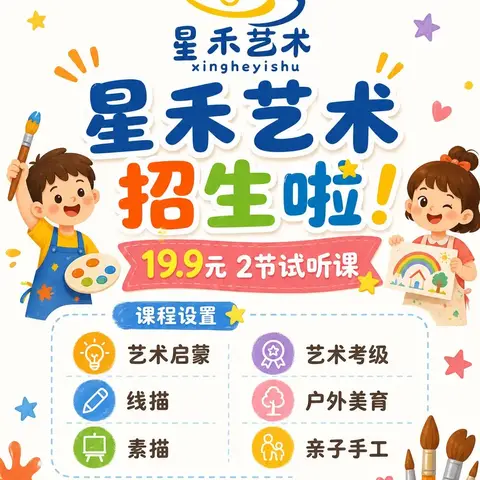 星禾艺术
xingheyishu
星禾艺术
招生啦!
19.9元 2节试听课
课程设置
艺术启蒙
艺术考级
线描
户外美育
素描
亲子手工